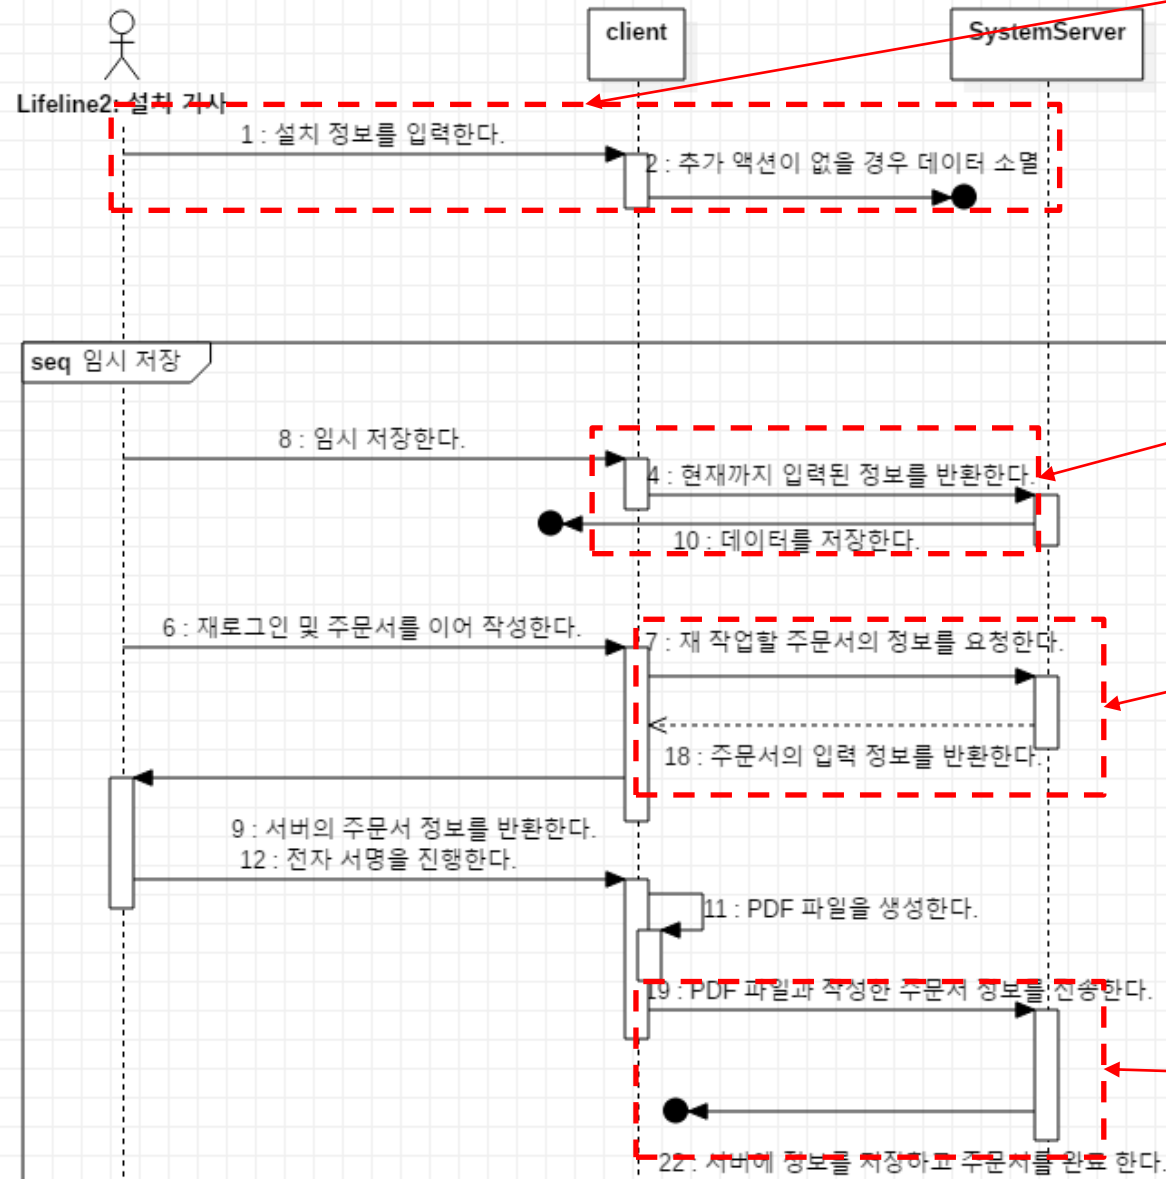 client
SystemServer
Lifeline2: 설치 기사
1 : 설치 정보를 입력한다.
2 : 추가 액션이 없을 경우 데이터 소멸
seq 임시 저장
8 : 임시 저장한다.
4 : 현재까지 입력된 정보를 반환한다.
10 : 데이터를 저장한다.
6 : 재로그인 및 주문서를 이어 작성한다.
7 : 재 작업할 주문서의 정보를 요청한다.
18 : 주문서의 입력 정보를 반환한다.
9 : 서버의 주문서 정보를 반환한다.
12 : 전자 서명을 진행한다.
11 : PDF 파일을 생성한다.
19 : PDF 파일과 작성한 주문서 정보를 전송한다.
22 : 서버에 정보를 저장하고 주문서를 완료 한다.